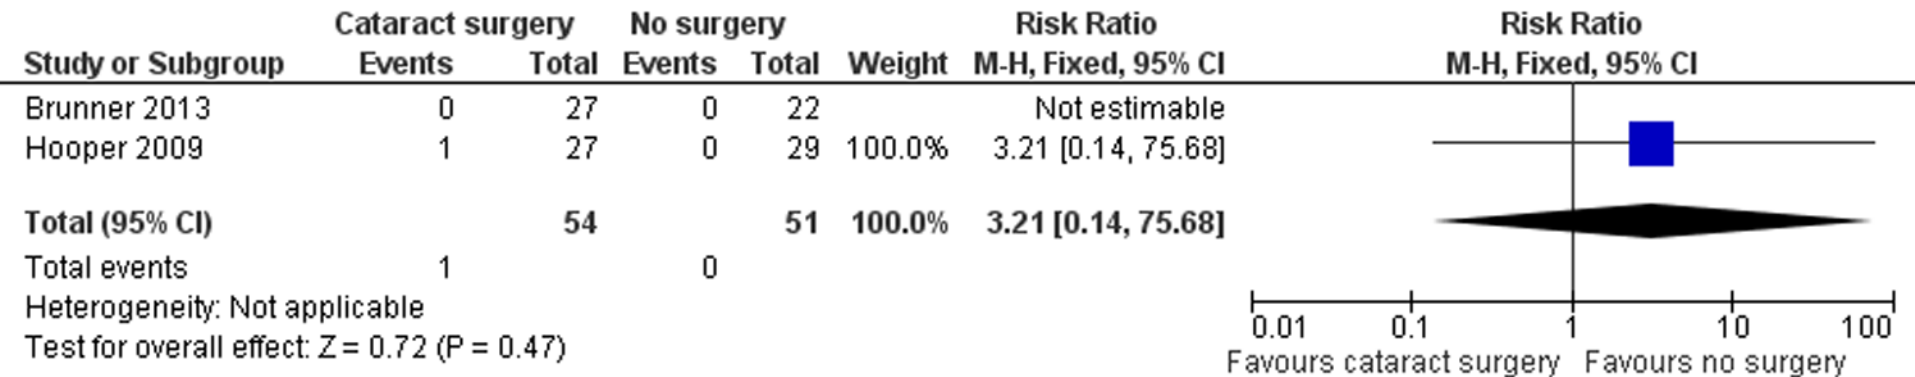 Cataract surgery No surgery Risk Ratio Risk Ratio
Study or Subgroup Events Total Events Total Weight M-H, Fixed, 95% CI M-H, Fixed, 95% CI
Brunner 2013 0 27 0 22 Not estimable
Hooper 2009 1 27 0 29 100.0% 3.21 [0.14, 75.68]
Total (95% CI) 54 51 100.0% 3.21 [0.14, 75.68]
Total events 1 0
Heterogeneity: Not applicable
Test for overall effect: Z = 0.72 (P = 0.47)
0.01 0.1 1 10 100
Favours cataract surgery Favours no surgery